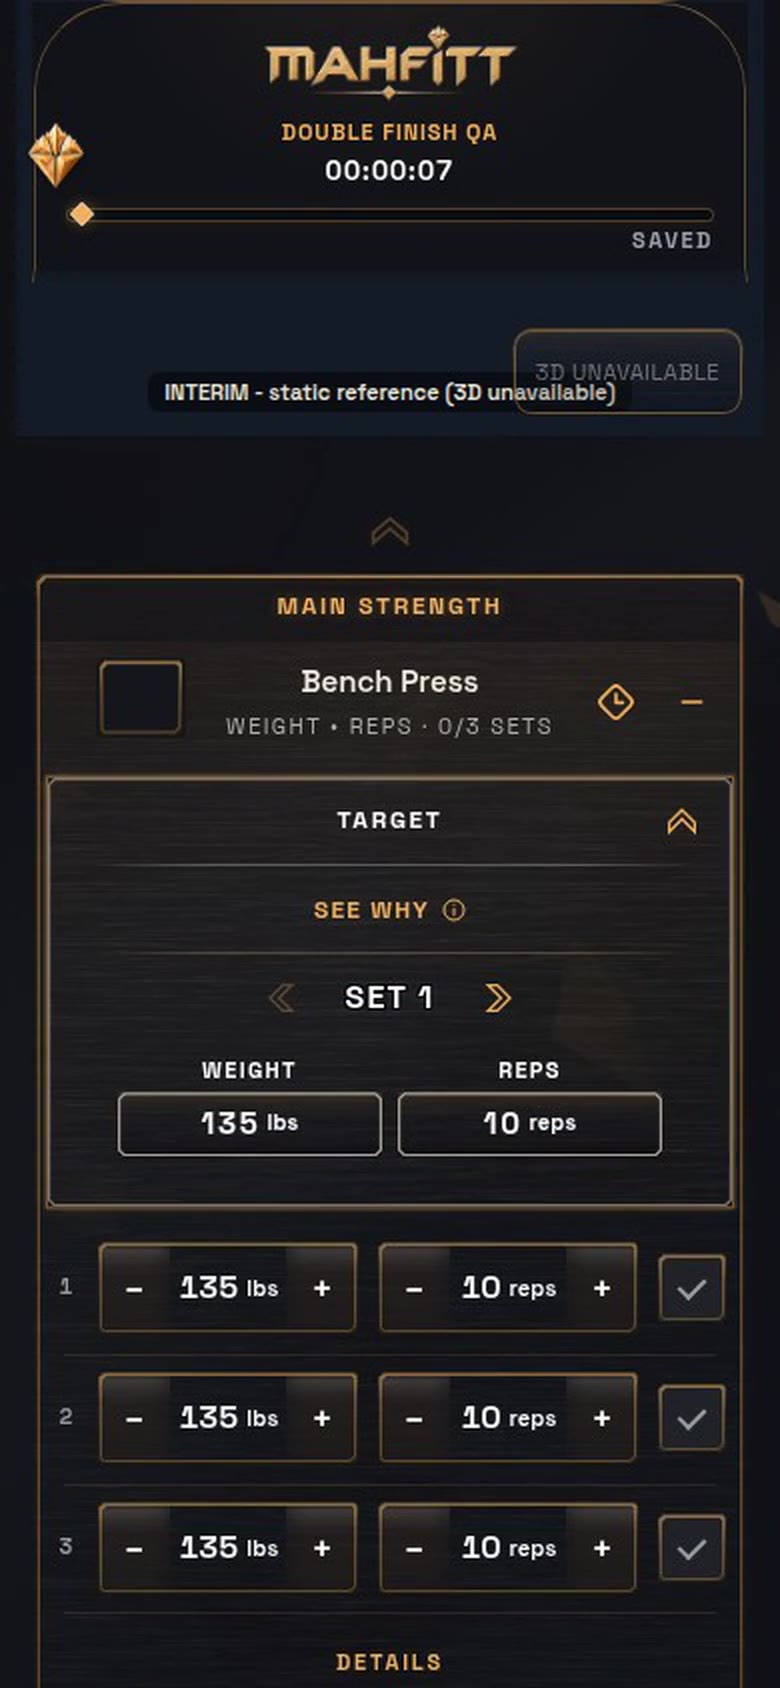 MAHFITT
DOUBLE FINISH QA
00:00:07
SAVED
3D UNAVAILABLE
INTERIM - static reference (3D unavailable)
MAIN STRENGTH
Bench Press
WEIGHT • REPS · 0/3 SETS
TARGET
SEE WHY
SET 1
WEIGHT REPS
135 lbs 10 reps
1 - 135 lbs + - 10 reps +
2 - 135 lbs + - 10 reps +
3 - 135 lbs + - 10 reps +
DETAILS